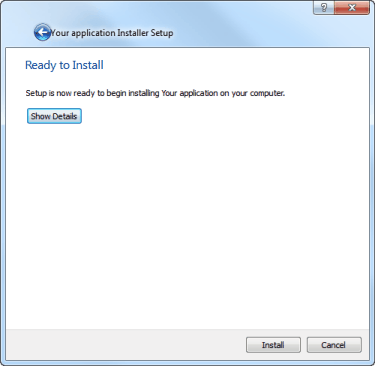 Your application Installer Setup
Ready to Install
Setup is now ready to begin installing Your application on your computer.
Show Details
Install
Cancel